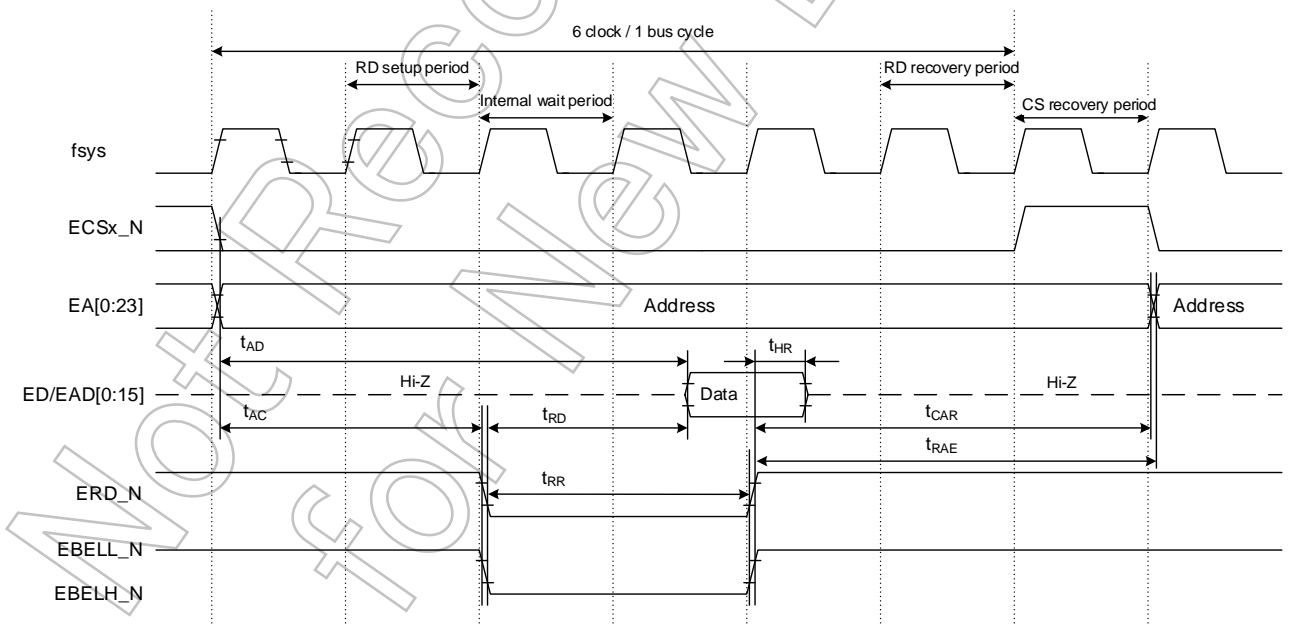 6 clock / 1 bus cycle
RD setup period
RD recovery period
Internal wait period
CS recovery period
fsys
ECSx_N
EA[0:23]
Address
Address
tAD
tHR
ED/EAD[0:15]
Hi-Z
Data
Hi-Z
tAC
tRD
tCAR
tRAE
ERD_N
tRR
EBELL_N
EBELH_N
Not Reco
for New D